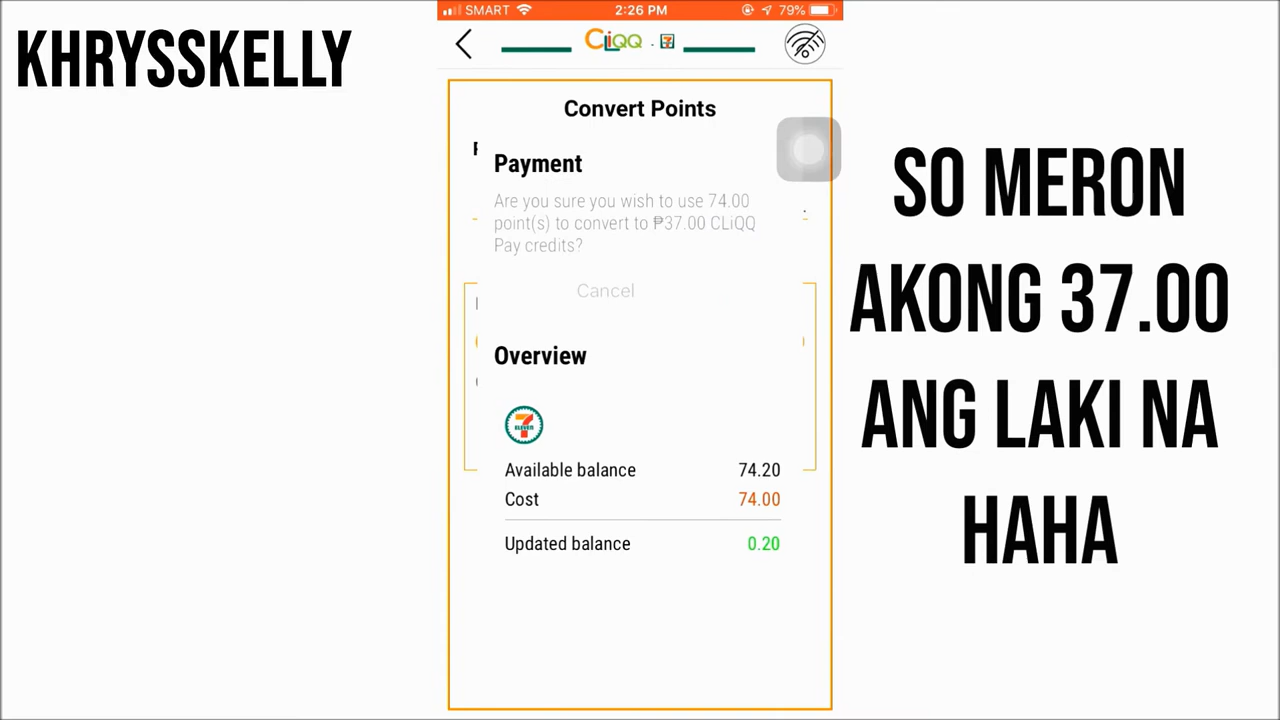 KHRYSSKELLY
SMART 2:26 PM 79%
CLiQQ
Convert Points
Payment
Are you sure you wish to use 74.00
point(s) to convert to ₱37.00 CLiQQ
Pay credits?
Cancel
Overview
7 ELEVEN
Available balance 74.20
Cost 74.00
Updated balance 0.20
SO MERON
AKONG 37.00
ANG LAKI NA
HAHA